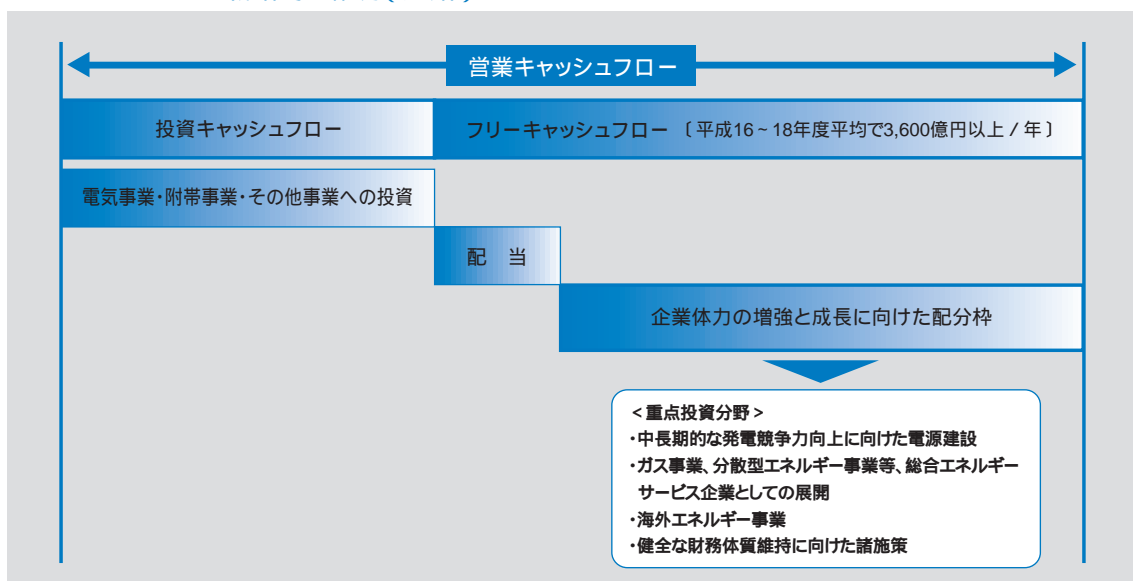 営業キャッシュフロー
投資キャッシュフロー
フリーキャッシュフロー 〔平成16~18年度平均で3,600億円以上/年〕
電気事業・附帯事業・その他事業への投資
配 当
企業体力の増強と成長に向けた配分枠
<重点投資分野>
・中長期的な発電競争力向上に向けた電源建設
・ガス事業、分散型エネルギー事業等、総合エネルギー
サービス企業としての展開
・海外エネルギー事業
・健全な財務体質維持に向けた諸施策